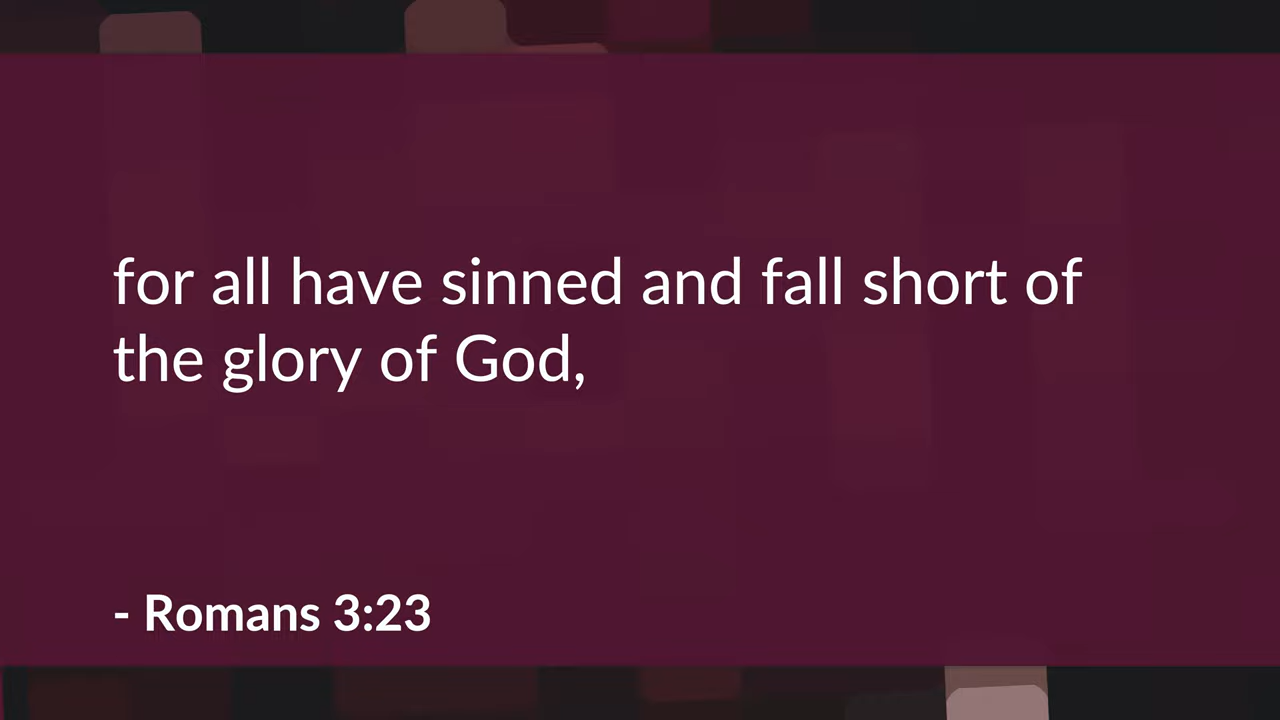 for all have sinned and fall short of
the glory of God,
- Romans 3:23